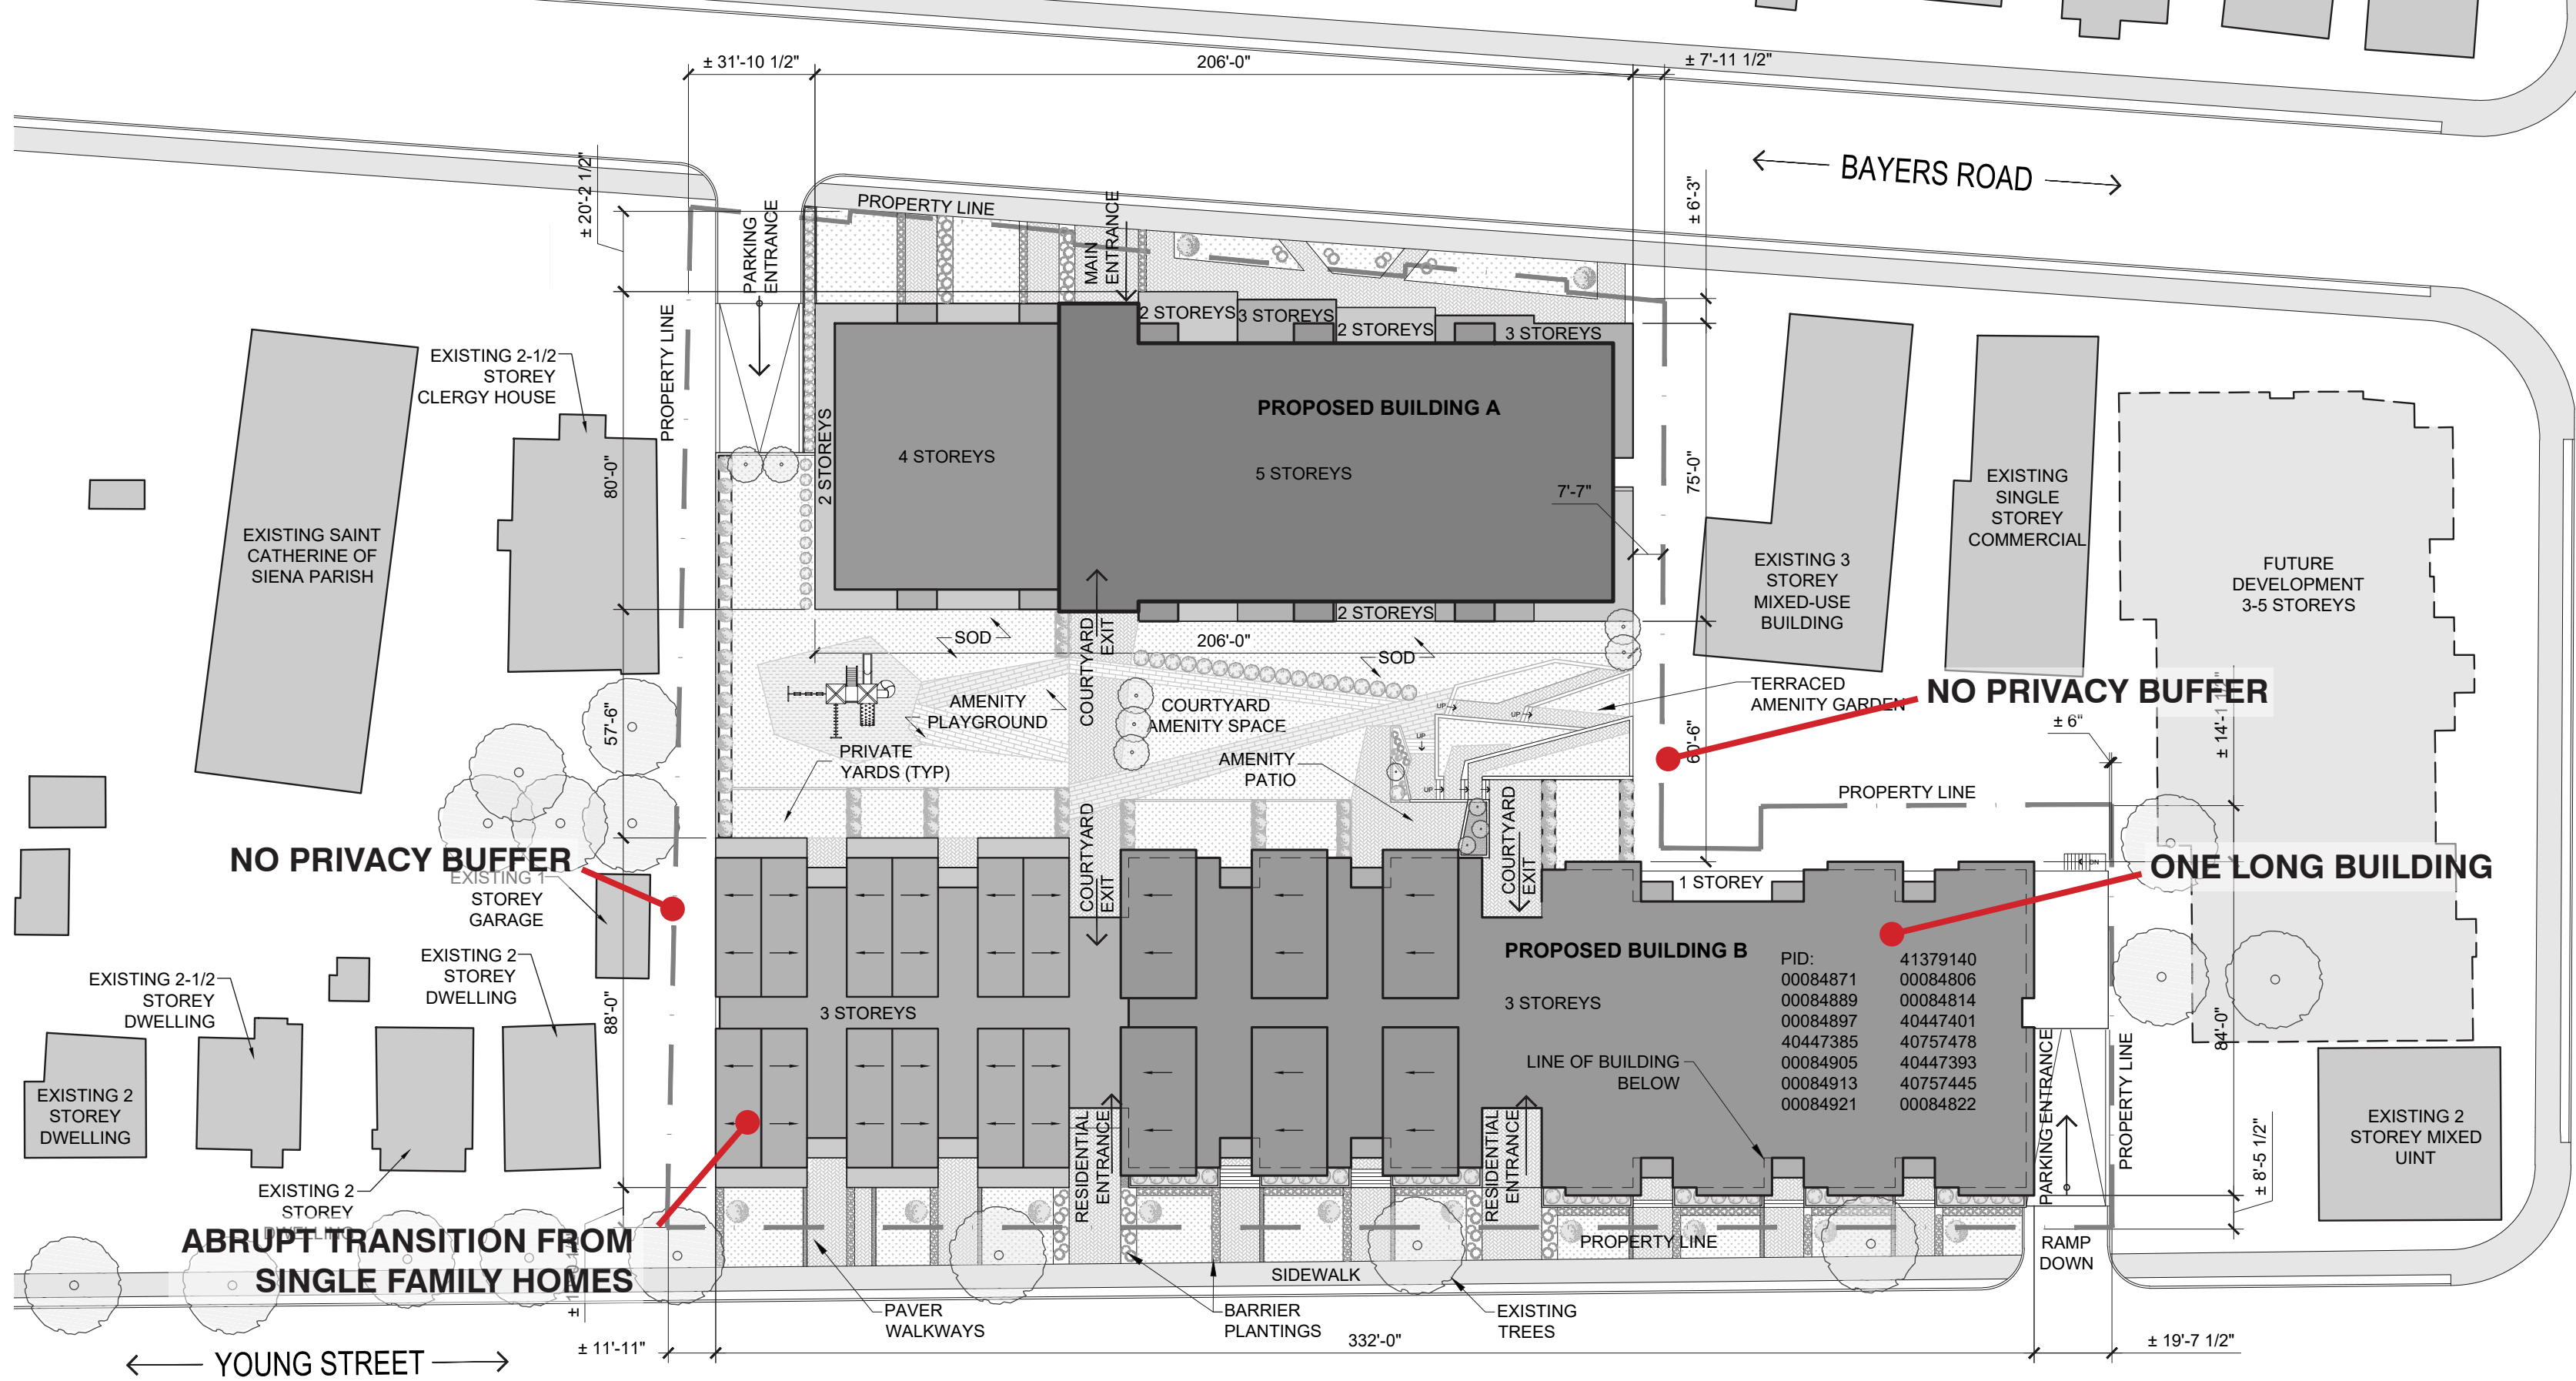 ± 31'-10 1/2"
206'-0"
± 7'-11 1/2"
BAYERS ROAD
± 20'-2 1/2"
± 6'-3"
PROPERTY LINE
PARKING
ENTRANCE
MAIN
ENTRANCE
2 STOREYS
3 STOREYS
2 STOREYS
3 STOREYS
PROPERTY LINE
EXISTING 2-1/2
STOREY
CLERGY HOUSE
PROPOSED BUILDING A
2 STOREYS
4 STOREYS
5 STOREYS
80'-0"
75'-0"
7'-7"
EXISTING SAINT
CATHERINE OF
SIENA PARISH
EXISTING
SINGLE
STOREY
COMMERCIAL
EXISTING 3
STOREY
MIXED-USE
BUILDING
FUTURE
DEVELOPMENT
3-5 STOREYS
2 STOREYS
SOD
206'-0"
SOD
COURTYARD
EXIT
57'-6"
AMENITY
PLAYGROUND
COURTYARD
AMENITY SPACE
UP
UP
UP
UP
TERRACED
AMENITY GARDEN
NO PRIVACY BUFFER
60'-6"
± 6"
PRIVATE
YARDS (TYP)
AMENITY
PATIO
PROPERTY LINE
NO PRIVACY BUFFER
EXISTING 1
STOREY
GARAGE
COURTYARD
EXIT
COURTYARD
EXIT
1 STOREY
DN
ONE LONG BUILDING
EXISTING 2-1/2
STOREY
DWELLING
EXISTING 2
STOREY
DWELLING
88'-0"
3 STOREYS
PROPOSED BUILDING B
3 STOREYS
PID: 41379140
00084871 00084806
00084889 00084814
00084897 40447401
40447385 40757478
00084905 40447393
00084913 40757445
00084921 00084822
LINE OF BUILDING
BELOW
84'-0"
PARKING ENTRANCE
PROPERTY LINE
EXISTING 2
STOREY
DWELLING
EXISTING 2
STOREY MIXED
UINT
RESIDENTIAL
ENTRANCE
RESIDENTIAL
ENTRANCE
± 8'-5 1/2"
EXISTING 2
STOREY
DWELLING
ABRUPT TRANSITION FROM
SINGLE FAMILY HOMES
PROPERTY LINE
RAMP
DOWN
SIDEWALK
PAVER
WALKWAYS
BARRIER
PLANTINGS
EXISTING
TREES
YOUNG STREET
± 11'-11"
332'-0"
± 19'-7 1/2"